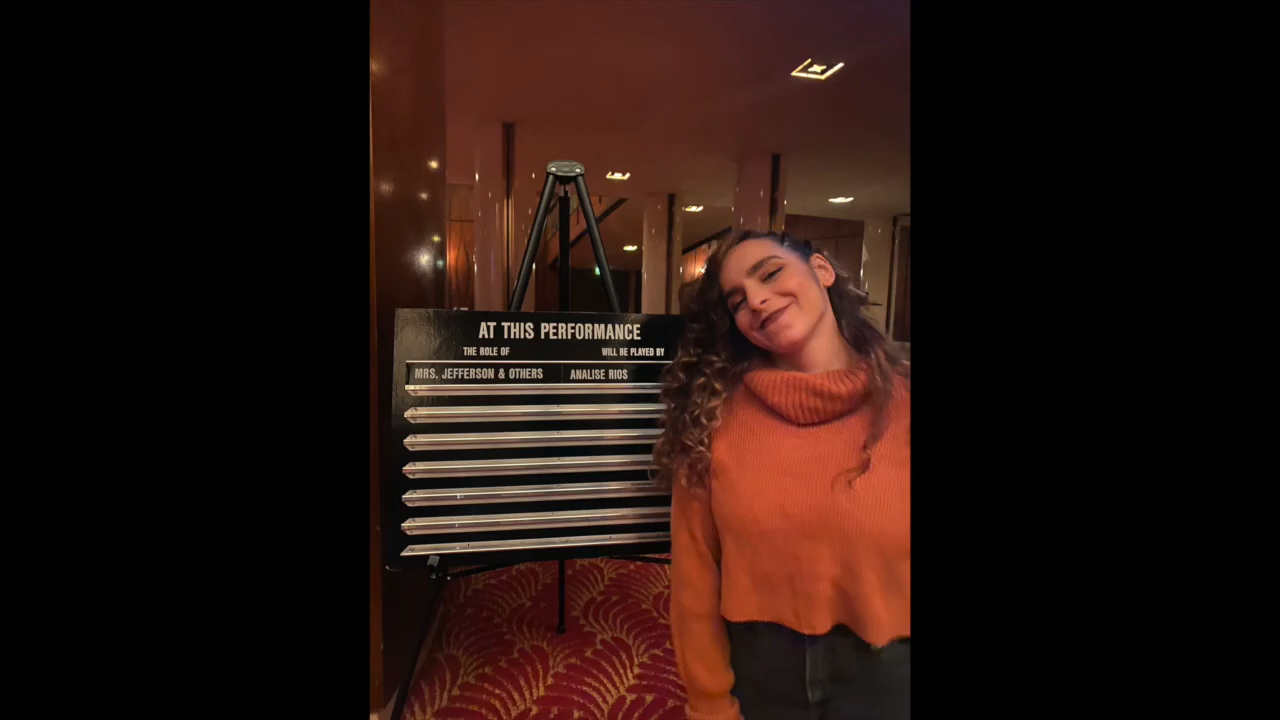 AT THIS PERFORMANCE
THE ROLE OF WILL BE PLAYED BY
MRS. JEFFERSON & OTHERS ANALISE RIOS